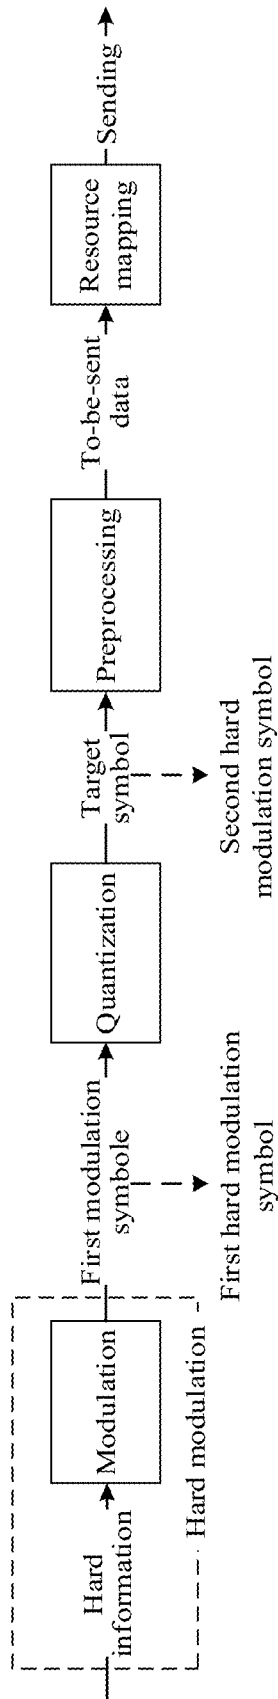 Hard
information
Modulation
Hard modulation
First modulation
symbole
First hard modulation
symbol
Quantization
Target
symbol
Second hard
modulation symbol
Preprocessing
To-be-sent
data
Resource
mapping
Sending